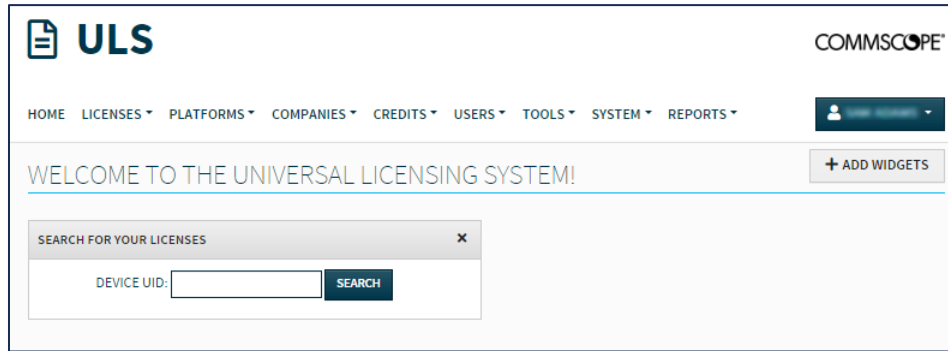 ULS
COMMSCOPE®
HOME LICENSES PLATFORMS COMPANIES CREDITS USERS TOOLS SYSTEM REPORTS
WELCOME TO THE UNIVERSAL LICENSING SYSTEM!
+ ADD WIDGETS
SEARCH FOR YOUR LICENSES
DEVICE UID: SEARCH